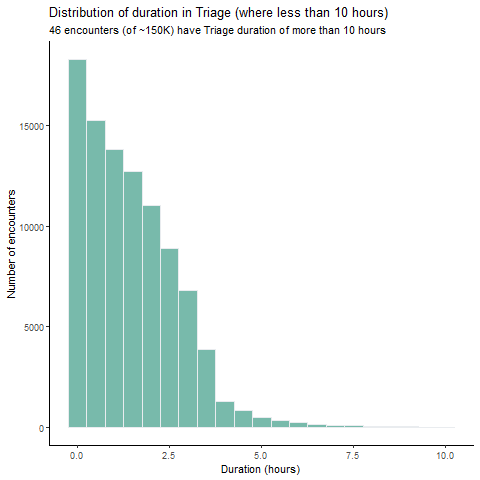 Distribution of duration in Triage (where less than 10 hours)
46 encounters (of ~150K) have Triage duration of more than 10 hours
Number of encounters
15000
10000
5000
0
0.0
2.5
5.0
7.5
10.0
Duration (hours)